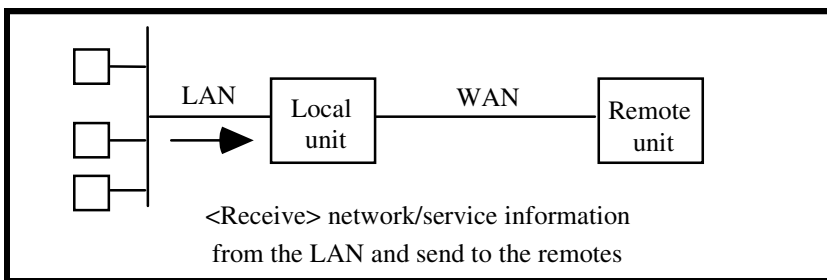 LAN
Local
unit
WAN
Remote
unit
<Receive> network/service information
from the LAN and send to the remotes